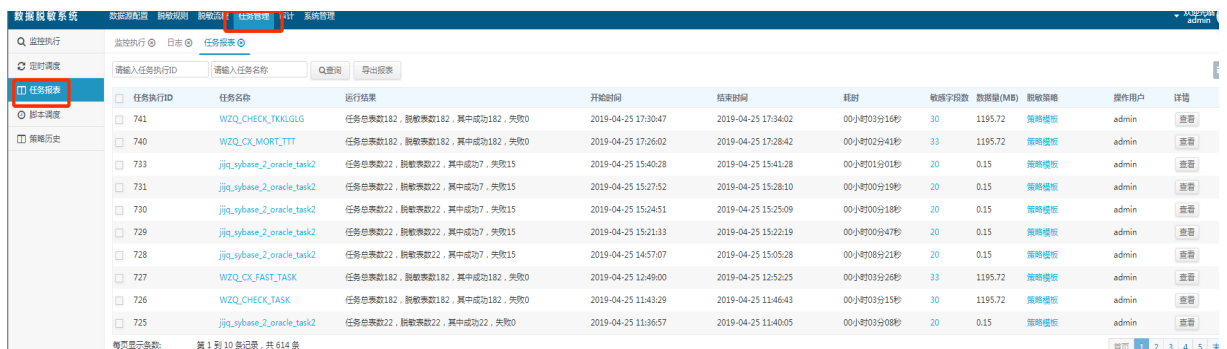 数据脱敏系统 数据源配置 脱敏规则 脱敏流程 任务管理 审计 系统管理
admin
监控执行
定时调度
任务报表
脚本调度
策略历史
监控执行 日志 任务报表
请输入任务执行ID 请输入任务名称 查询 导出报表
任务执行ID 任务名称 运行结果 开始时间 结束时间 耗时 敏感字段数 数据量(MB) 脱敏策略 操作用户 详情
741 WZQ_CHECK_TKKLGLG 任务总表数182，脱敏表数182，其中成功182，失败0 2019-04-25 17:30:47 2019-04-25 17:34:02 00小时03分16秒 30 1195.72 策略模板 admin 查看
740 WZQ_CX_MORT_TTT 任务总表数182，脱敏表数182，其中成功182，失败0 2019-04-25 17:26:02 2019-04-25 17:28:42 00小时02分41秒 33 1195.72 策略模板 admin 查看
733 jijq_sybase_2_oracle_task2 任务总表数22，脱敏表数22，其中成功7，失败15 2019-04-25 15:40:28 2019-04-25 15:41:28 00小时01分01秒 20 0.15 策略模板 admin 查看
731 jijq_sybase_2_oracle_task2 任务总表数22，脱敏表数22，其中成功7，失败15 2019-04-25 15:27:52 2019-04-25 15:28:10 00小时00分19秒 20 0.15 策略模板 admin 查看
730 jijq_sybase_2_oracle_task2 任务总表数22，脱敏表数22，其中成功7，失败15 2019-04-25 15:24:51 2019-04-25 15:25:09 00小时00分18秒 20 0.15 策略模板 admin 查看
729 jijq_sybase_2_oracle_task2 任务总表数22，脱敏表数22，其中成功7，失败15 2019-04-25 15:21:33 2019-04-25 15:22:19 00小时00分47秒 20 0.15 策略模板 admin 查看
728 jijq_sybase_2_oracle_task2 任务总表数22，脱敏表数22，其中成功7，失败15 2019-04-25 14:57:07 2019-04-25 15:05:28 00小时08分21秒 20 0.15 策略模板 admin 查看
727 WZQ_CX_FAST_TASK 任务总表数182，脱敏表数182，其中成功182，失败0 2019-04-25 12:49:00 2019-04-25 12:52:25 00小时03分26秒 33 1195.72 策略模板 admin 查看
726 WZQ_CHECK_TASK 任务总表数182，脱敏表数182，其中成功182，失败0 2019-04-25 11:43:29 2019-04-25 11:46:43 00小时03分15秒 30 1195.72 策略模板 admin 查看
725 jijq_sybase_2_oracle_task2 任务总表数22，脱敏表数22，其中成功22，失败0 2019-04-25 11:36:57 2019-04-25 11:40:05 00小时03分08秒 20 0.15 策略模板 admin 查看
每页显示条数: 第 1 到 10 条记录，共 614 条 首页 1 2 3 4 5